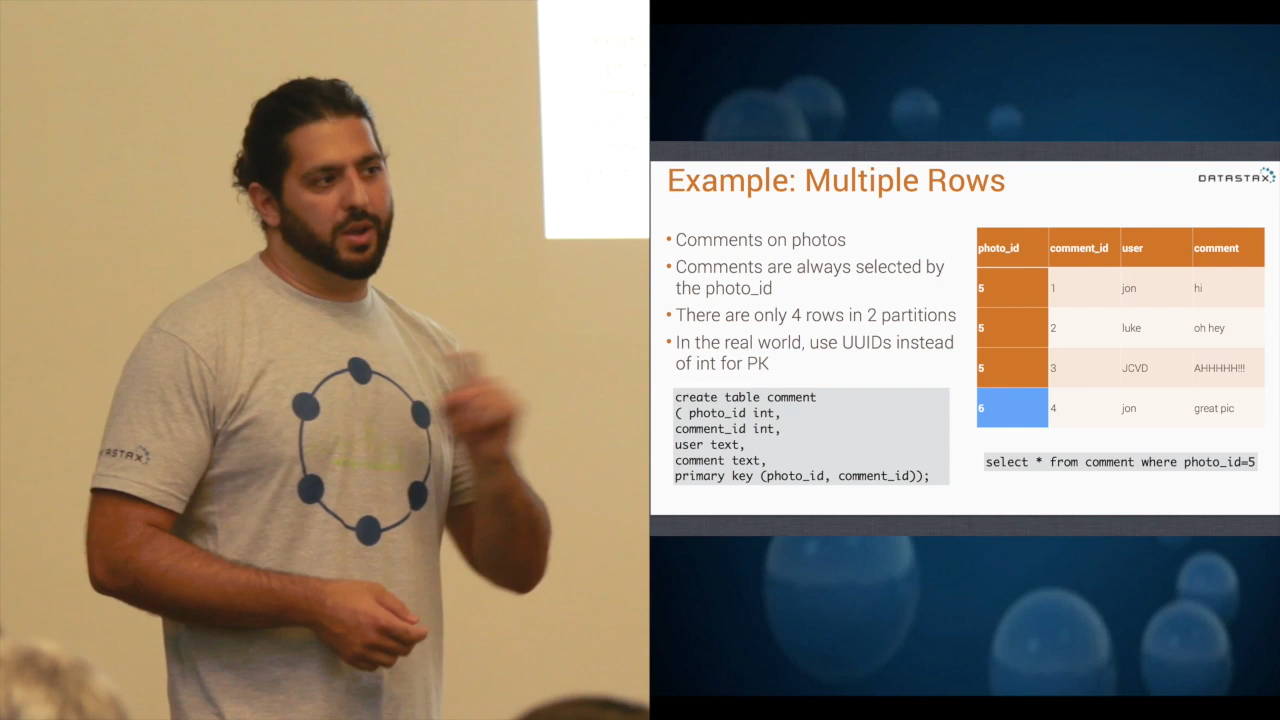 Example: Multiple Rows
DATASTAX
• Comments on photos
• Comments are always selected by
the photo_id
• There are only 4 rows in 2 partitions
• In the real world, use UUIDs instead
of int for PK
create table comment
( photo_id int,
comment_id int,
user text,
comment text,
primary key (photo_id, comment_id));
photo_id comment_id user comment
5 1 jon hi
5 2 luke oh hey
5 3 JCVD AHHHHH!!!
6 4 jon great pic
select * from comment where photo_id=5